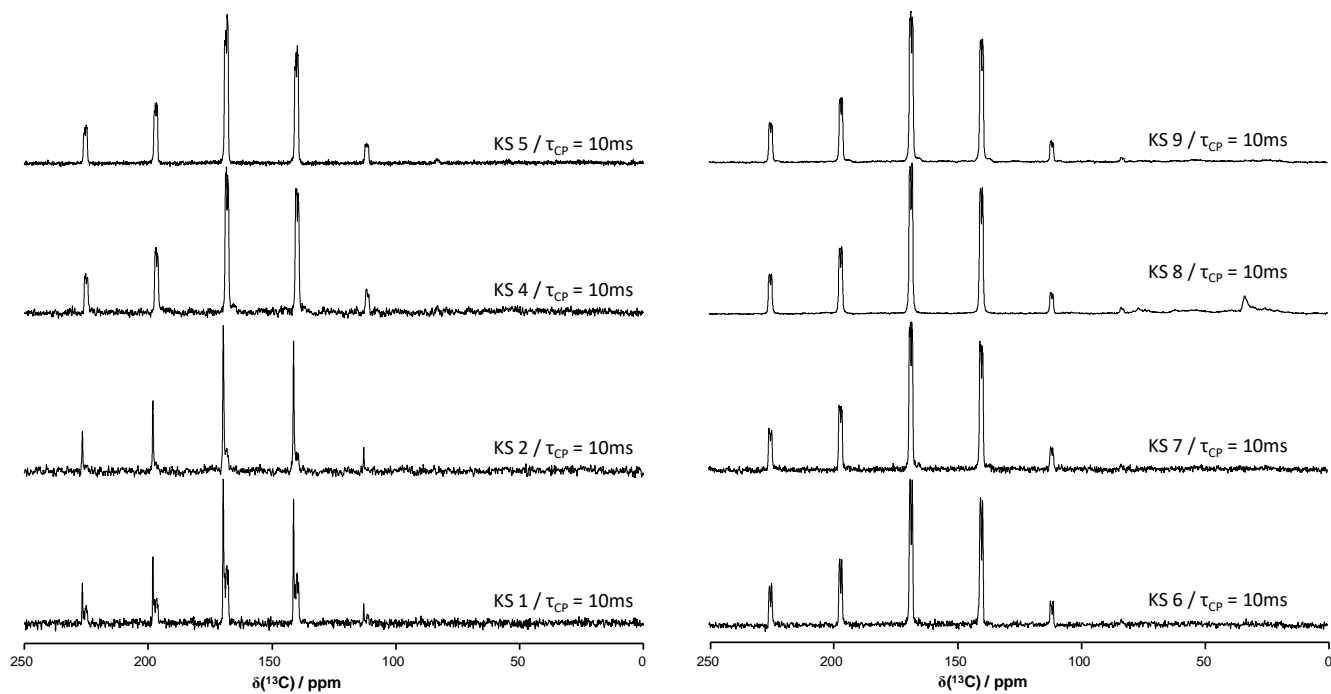 KS 5 / τCP = 10ms
KS 4 / τCP = 10ms
KS 2 / τCP = 10ms
KS 1 / τCP = 10ms
250 200 150 100 50 0
δ(¹³C) / ppm
KS 9 / τCP = 10ms
KS 8 / τCP = 10ms
KS 7 / τCP = 10ms
KS 6 / τCP = 10ms
250 200 150 100 50 0
δ(¹³C) / ppm